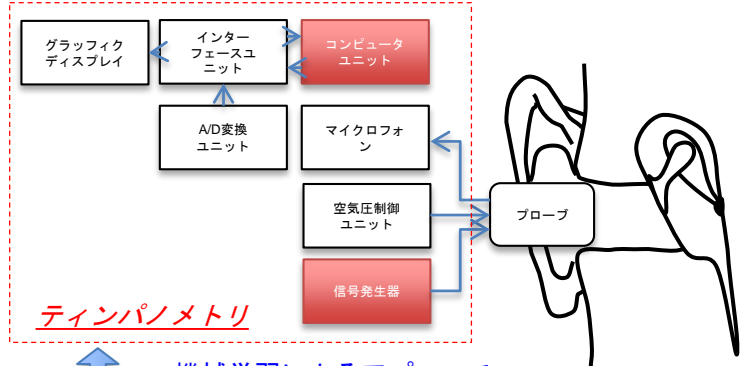 グラッフィク
ディスプレイ
インター
フェースユ
ニット
コンピュータ
ユニット
A/D変換
ユニット
マイクロフォ
ン
空気圧制御
ユニット
プローブ
信号発生器
ティンパノメトリ